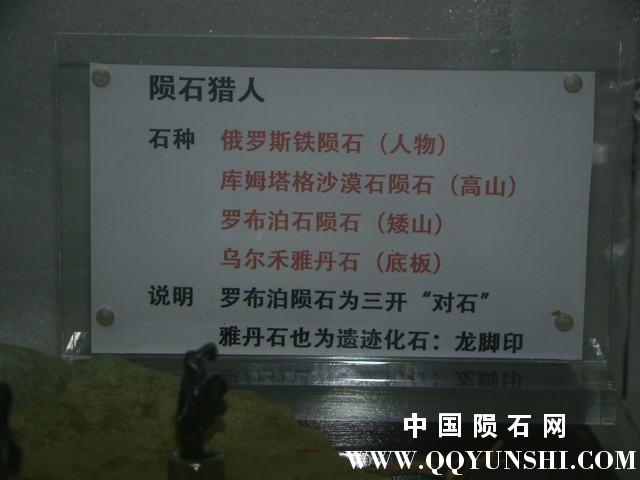 陨石猎人
石种 俄罗斯铁陨石（人物）
库姆塔格沙漠石陨石（高山）
罗布泊石陨石（矮山）
乌尔禾雅丹石（底板）
说明 罗布泊陨石为三开“对石”
雅丹石也为遗迹化石：龙脚印
中国陨石网
WWW.QQYUNSHI.COM